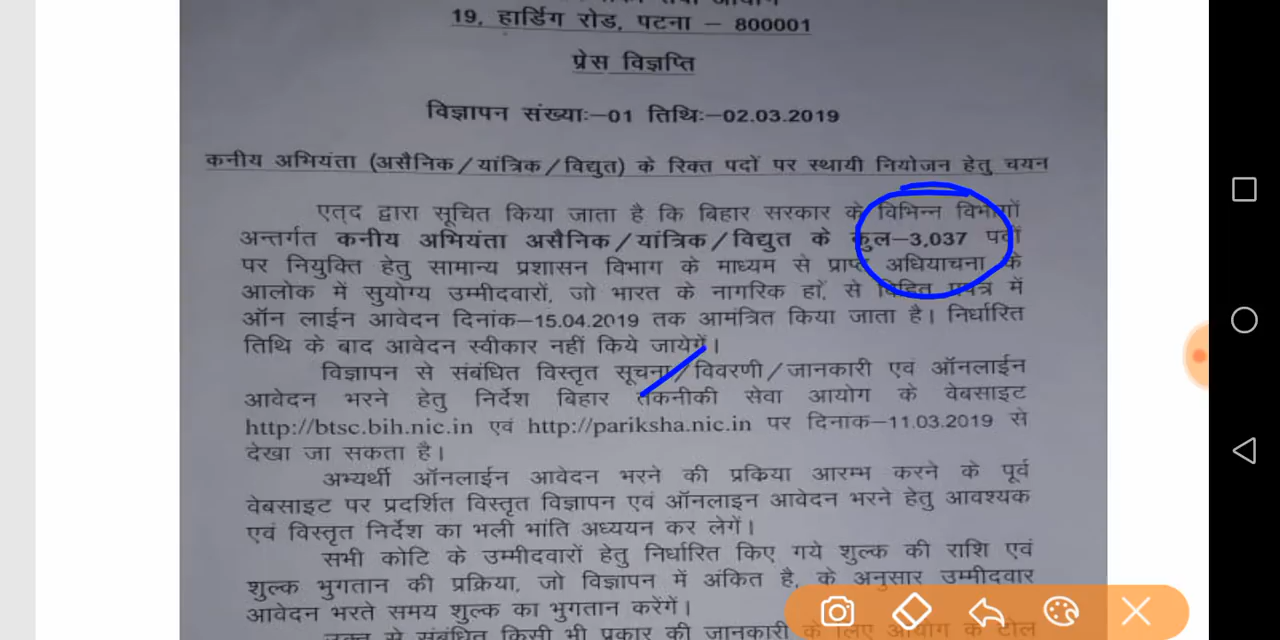 19, हार्डिंग रोड, पटना – 800001
प्रेस विज्ञप्ति
विज्ञापन संख्याः–01 तिथिः–02.03.2019
कनीय अभियंता (असैनिक/यांत्रिक/विद्युत) के रिक्त पदों पर स्थायी नियोजन हेतु चयन
एत्द द्वारा सूचित किया जाता है कि बिहार सरकार के विभिन्न विभागों
अन्तर्गत कनीय अभियंता असैनिक/यांत्रिक/विद्युत के कुल–3,037 पदों
पर नियुक्ति हेतु सामान्य प्रशासन विभाग के माध्यम से प्राप्त अधियाचना के
आलोक में सुयोग्य उम्मीदवारों, जो भारत के नागरिक हों, से विहित प्रपत्र में
ऑन लाईन आवेदन दिनांक–15.04.2019 तक आमंत्रित किया जाता है। निर्धारित
तिथि के बाद आवेदन स्वीकार नहीं किये जायेगें।
विज्ञापन से संबंधित विस्तृत सूचना/विवरणी/जानकारी एवं ऑनलाईन
आवेदन भरने हेतु निर्देश बिहार तकनीकी सेवा आयोग के वेबसाइट
http://btsc.bih.nic.in एवं http://pariksha.nic.in पर दिनाक–11.03.2019 से
देखा जा सकता है।
अभ्यर्थी ऑनलाईन आवेदन भरने की प्रकिया आरम्भ करने के पूर्व
वेबसाइट पर प्रदर्शित विस्तृत विज्ञापन एवं ऑनलाइन आवेदन भरने हेतु आवश्यक
एवं विस्तृत निर्देश का भली भांति अध्ययन कर लेगें।
सभी कोटि के उम्मीदवारों हेतु निर्धारित किए गये शुल्क की राशि एवं
शुल्क भुगतान की प्रक्रिया, जो विज्ञापन में अंकित है, के अनुसार उम्मीदवार
आवेदन भरते समय शुल्क का भुगतान करेंगें।
उक्त से संबंधित किसी भी प्रकार की जानकारी के लिए आयोग के टोल